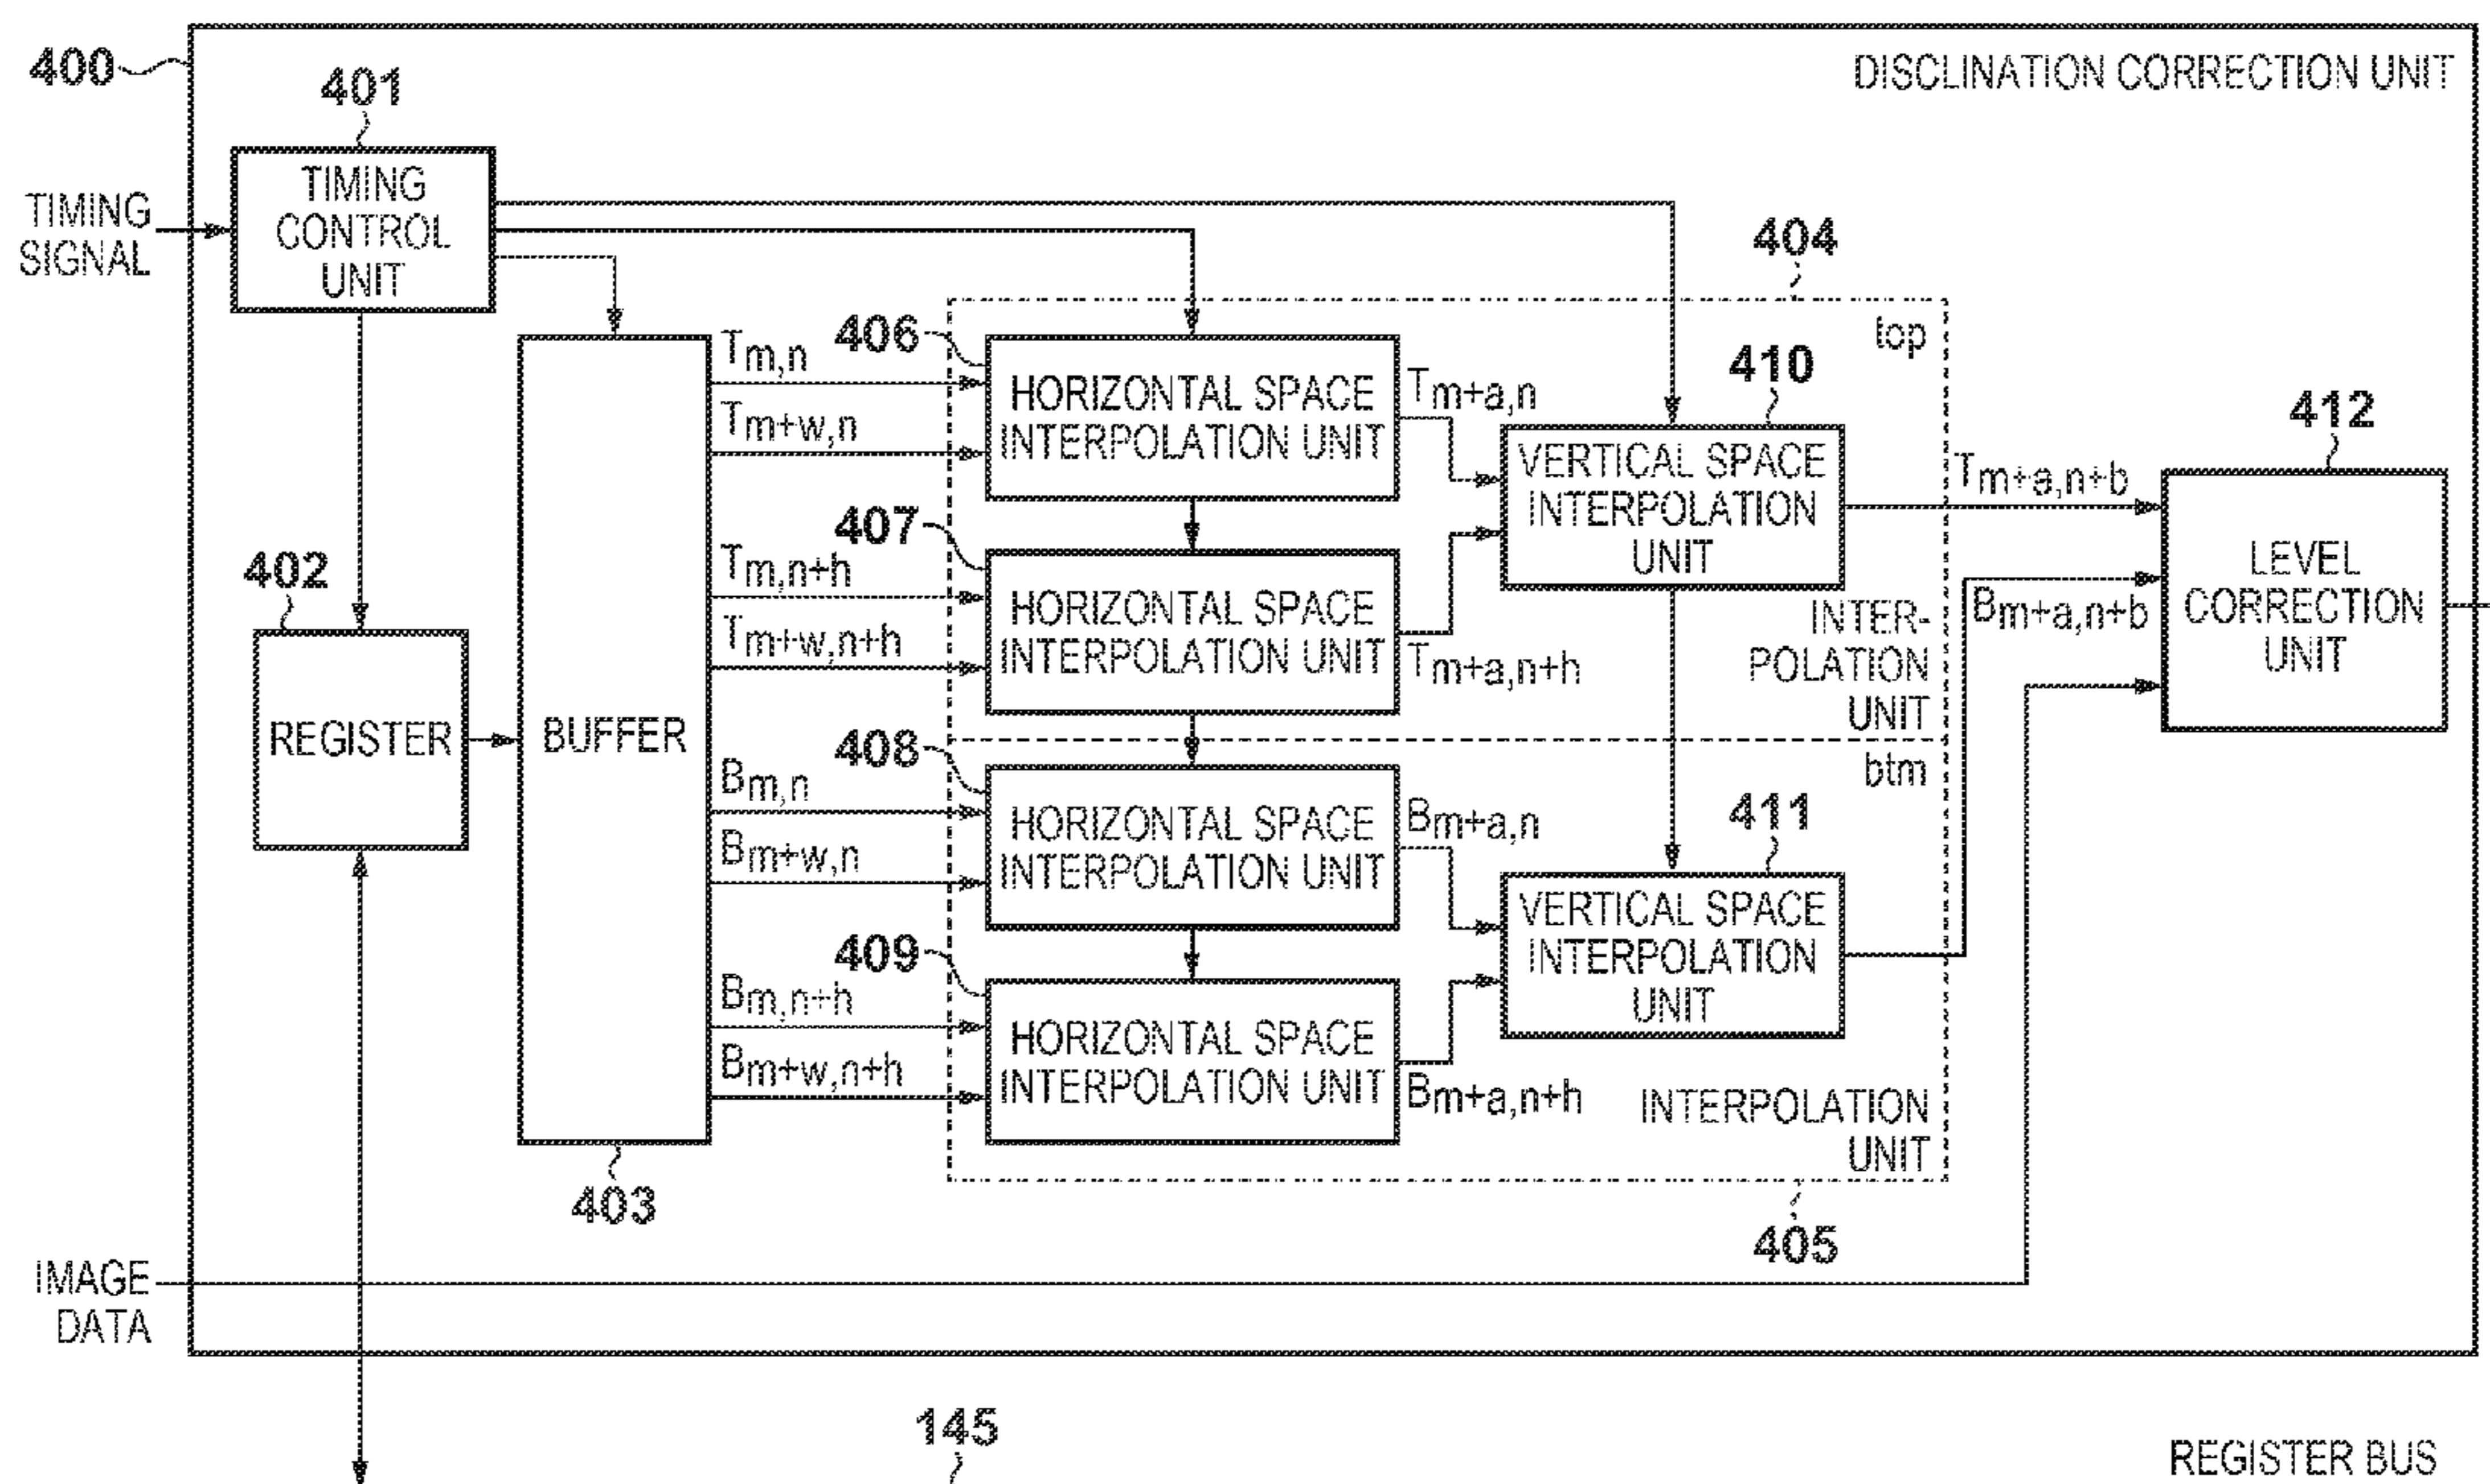 400
DISCLINATION CORRECTION UNIT
401
TIMING
CONTROL
UNIT
TIMING
SIGNAL
404
top
406
Tm,n
Tm+w,n
HORIZONTAL SPACE
INTERPOLATION UNIT
Tm+a,n
410
VERTICAL SPACE
INTERPOLATION
UNIT
Tm+a,n+b
412
LEVEL
CORRECTION
UNIT
Bm+a,n+b
407
Tm,n+h
Tm+w,n+h
HORIZONTAL SPACE
INTERPOLATION UNIT
Tm+a,n+h
INTER-
POLATION
UNIT
402
REGISTER
BUFFER
403
408
btm
Bm,n
Bm+w,n
HORIZONTAL SPACE
INTERPOLATION UNIT
Bm+a,n
411
VERTICAL SPACE
INTERPOLATION
UNIT
409
Bm,n+h
Bm+w,n+h
HORIZONTAL SPACE
INTERPOLATION UNIT
Bm+a,n+h
INTERPOLATION
UNIT
405
IMAGE
DATA
145
REGISTER BUS